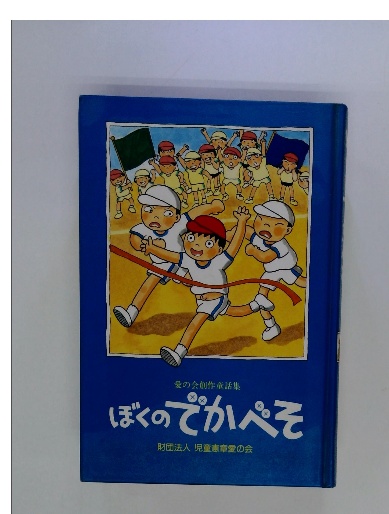 愛の会創作童話集
ぼくのでかべそ
財団法人 児童憲章愛の会